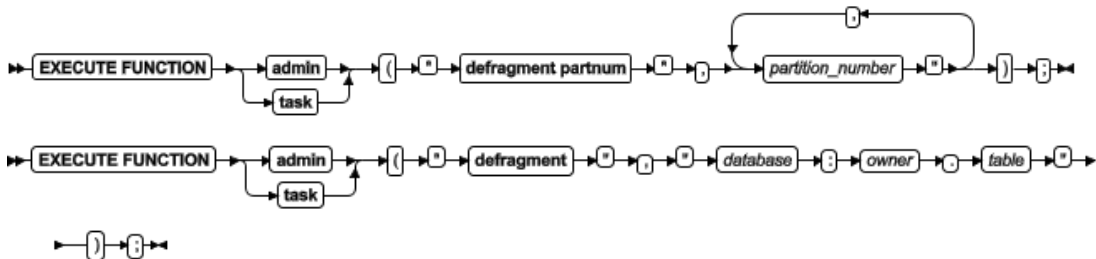 ,
EXECUTE FUNCTION admin ( " defragment partnum " , partition_number " ) ;
task
EXECUTE FUNCTION admin ( " defragment " , " database : owner . table "
task
) ;